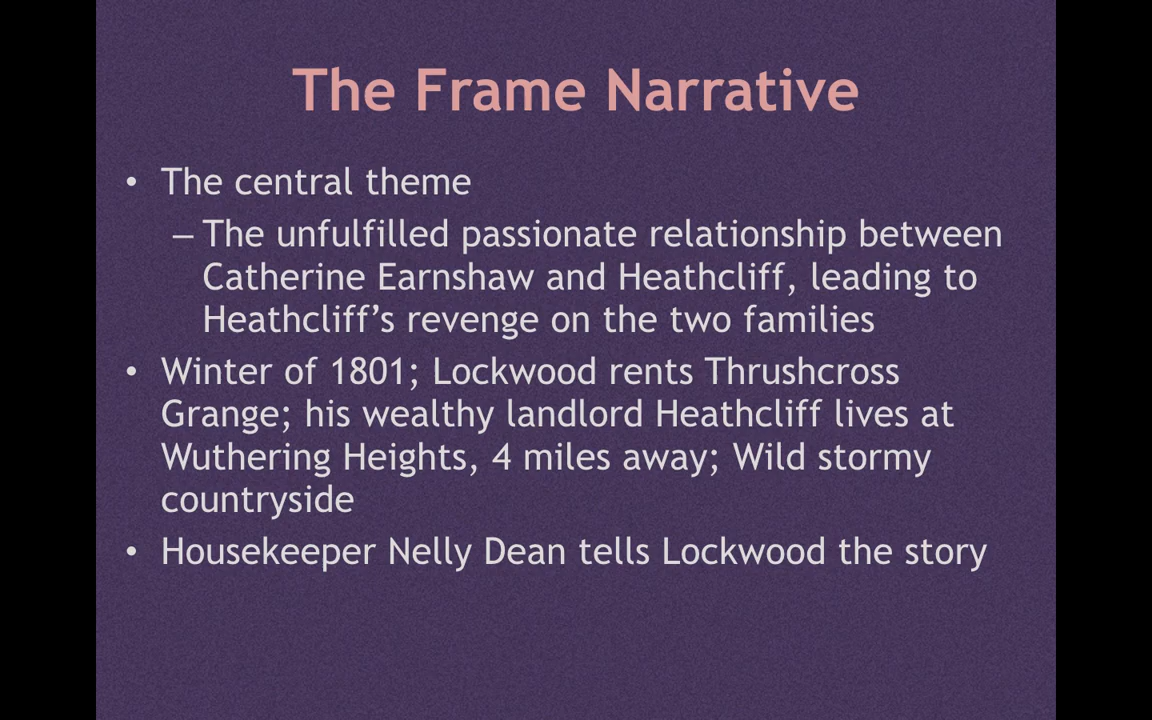 The Frame Narrative
• The central theme
– The unfulfilled passionate relationship between
Catherine Earnshaw and Heathcliff, leading to
Heathcliff’s revenge on the two families
• Winter of 1801; Lockwood rents Thrushcross
Grange; his wealthy landlord Heathcliff lives at
Wuthering Heights, 4 miles away; Wild stormy
countryside
• Housekeeper Nelly Dean tells Lockwood the story